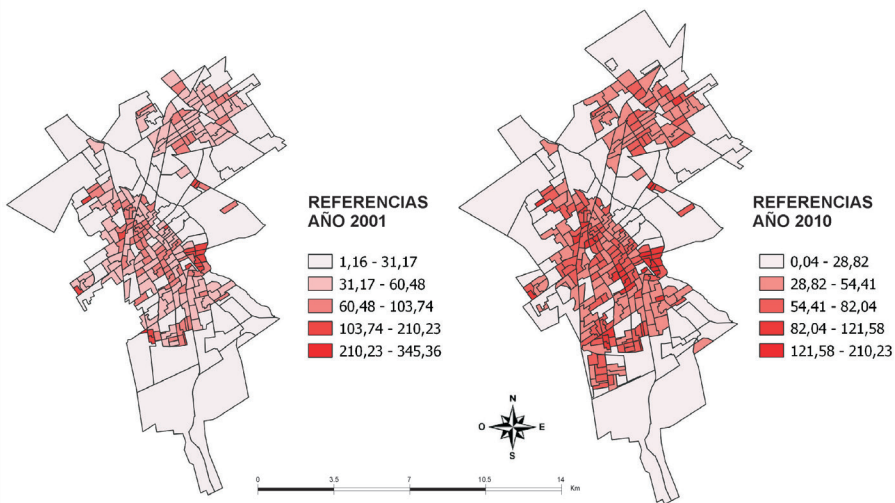 REFERENCIAS
AÑO 2001
1,16 - 31,17
31,17 - 60,48
60,48 - 103,74
103,74 - 210,23
210,23 - 345,36
REFERENCIAS
AÑO 2010
0,04 - 28,82
28,82 - 54,41
54,41 - 82,04
82,04 - 121,58
121,58 - 210,23
N
O E
S
0 3.5 7 10.5 14
Km